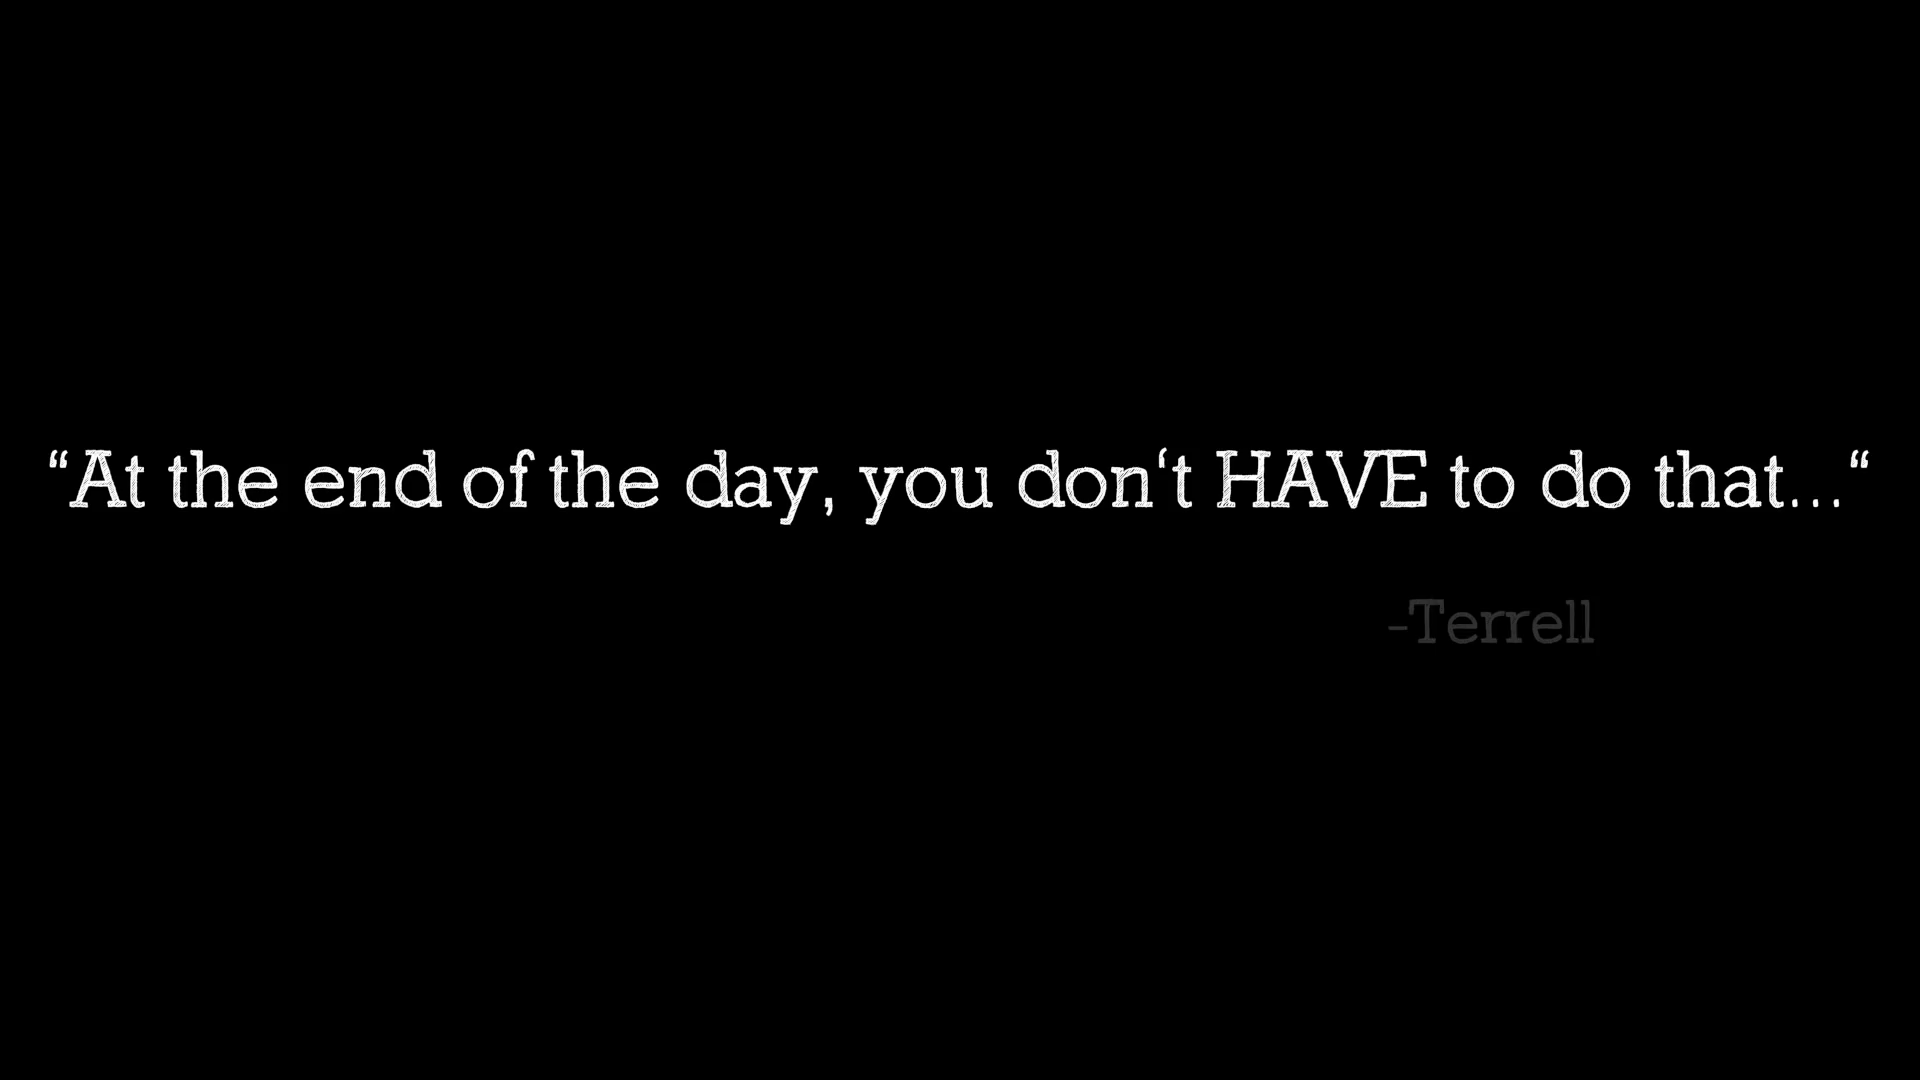 “At the end of the day, you don‘t HAVE to do that...“
-Terrell